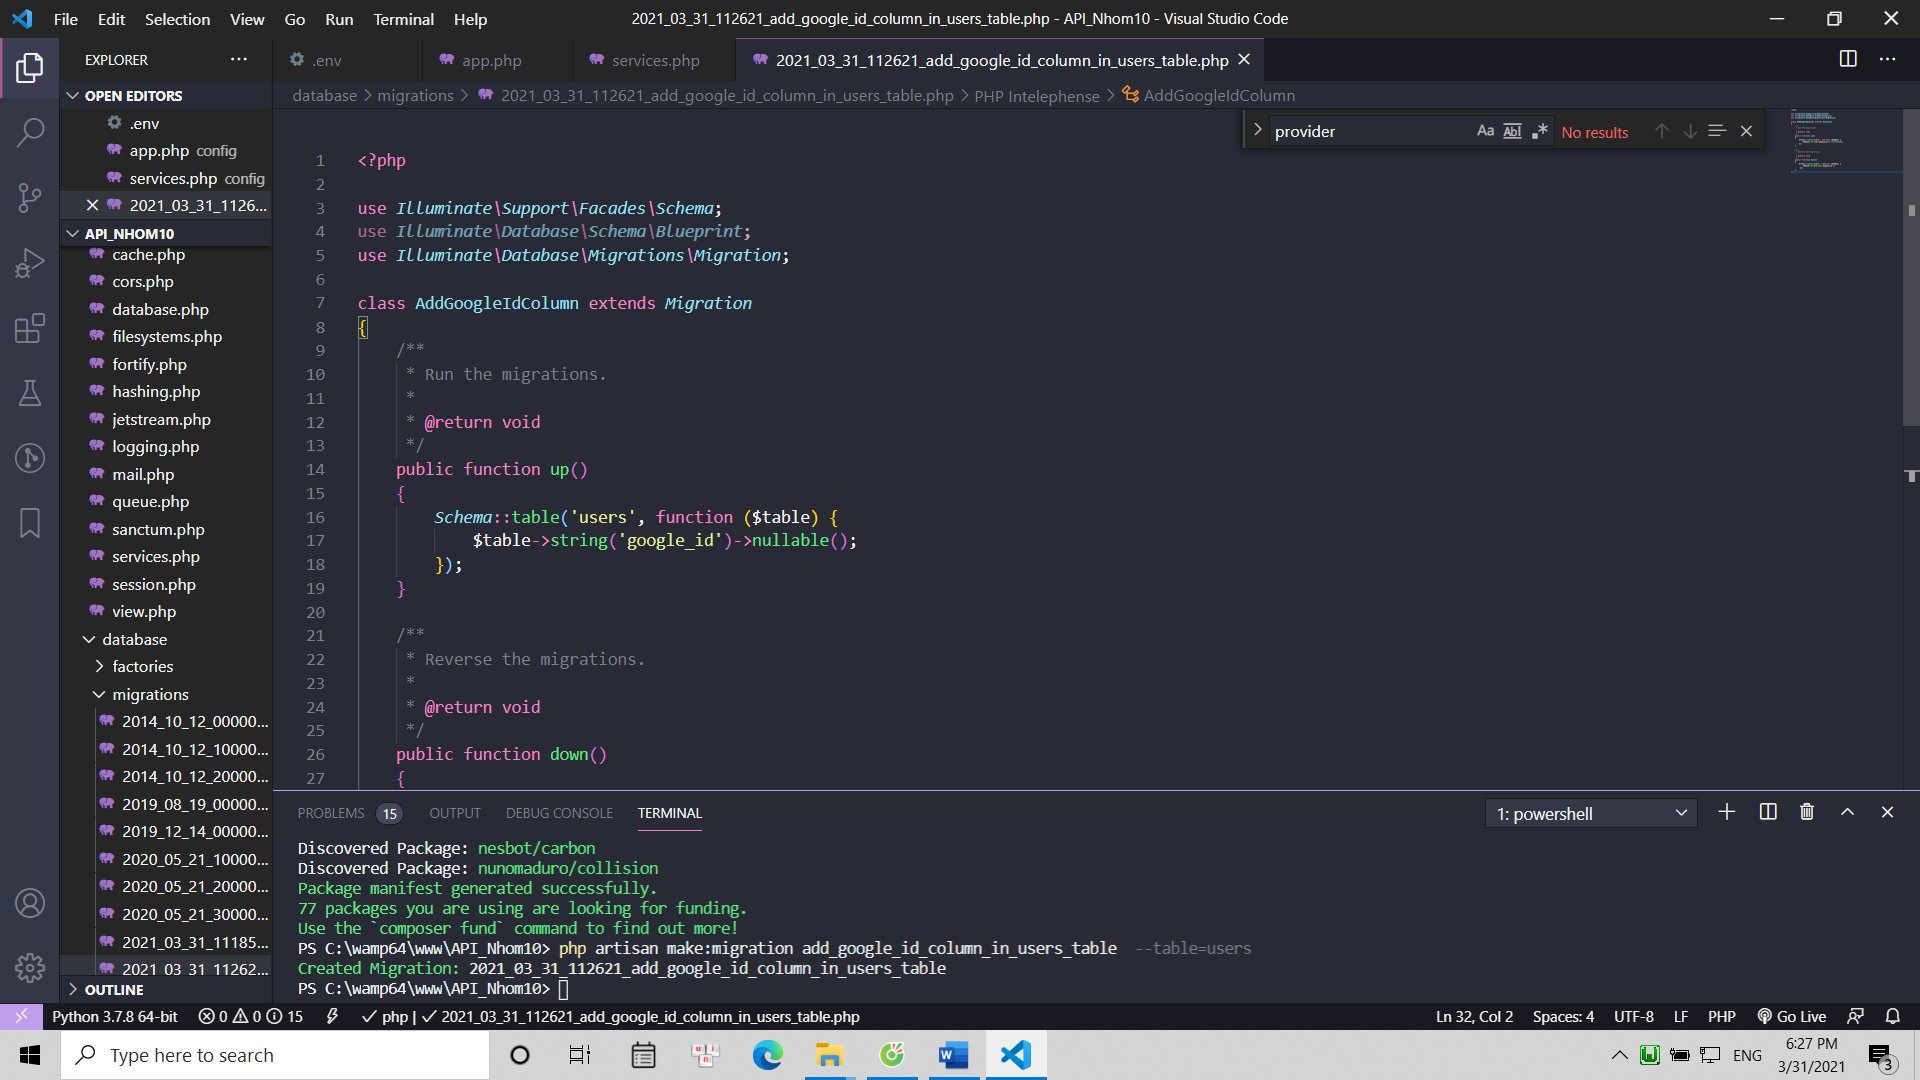 File Edit Selection View Go Run Terminal Help
2021_03_31_112621_add_google_id_column_in_users_table.php - API_Nhom10 - Visual Studio Code
EXPLORER
.env
app.php
services.php
2021_03_31_112621_add_google_id_column_in_users_table.php
OPEN EDITORS
.env
app.php config
services.php config
2021_03_31_1126...
API_NHOM10
cache.php
cors.php
database.php
filesystems.php
fortify.php
hashing.php
jetstream.php
logging.php
mail.php
queue.php
sanctum.php
services.php
session.php
view.php
database
factories
migrations
2014_10_12_00000...
2014_10_12_10000...
2014_10_12_20000...
2019_08_19_00000...
2019_12_14_00000...
2020_05_21_10000...
2020_05_21_20000...
2020_05_21_30000...
2021_03_31_11185...
2021_03_31_11262...
OUTLINE
database > migrations > 2021_03_31_112621_add_google_id_column_in_users_table.php > PHP Intelephense > AddGoogleIdColumn
provider
Aa Abl .*
No results
1 <?php
2
3 use Illuminate\Support\Facades\Schema;
4 use Illuminate\Database\Schema\Blueprint;
5 use Illuminate\Database\Migrations\Migration;
6
7 class AddGoogleIdColumn extends Migration
8 {
9 /**
10 * Run the migrations.
11 *
12 * @return void
13 */
14 public function up()
15 {
16 Schema::table('users', function ($table) {
17 $table->string('google_id')->nullable();
18 });
19 }
20
21 /**
22 * Reverse the migrations.
23 *
24 * @return void
25 */
26 public function down()
27 {
PROBLEMS 15 OUTPUT DEBUG CONSOLE TERMINAL
1: powershell
Discovered Package: nesbot/carbon
Discovered Package: nunomaduro/collision
Package manifest generated successfully.
77 packages you are using are looking for funding.
Use the `composer fund` command to find out more!
PS C:\wamp64\www\API_Nhom10> php artisan make:migration add_google_id_column_in_users_table --table=users
Created Migration: 2021_03_31_112621_add_google_id_column_in_users_table
PS C:\wamp64\www\API_Nhom10>
Python 3.7.8 64-bit 0 0 15 php | 2021_03_31_112621_add_google_id_column_in_users_table.php
Ln 32, Col 2 Spaces: 4 UTF-8 LF PHP Go Live
Type here to search
ENG
6:27 PM
3/31/2021
3